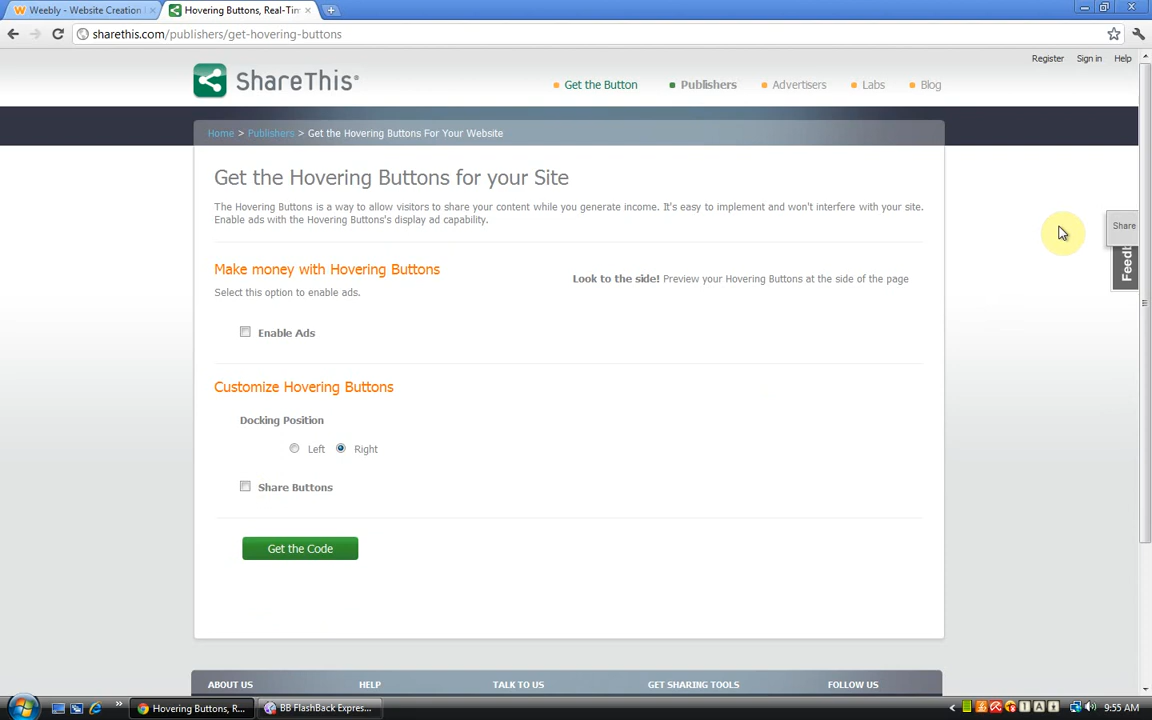 Weebly - Website Creation
Hovering Buttons, Real-Tim
sharethis.com/publishers/get-hovering-buttons
Register Sign in Help
ShareThis
Get the Button Publishers Advertisers Labs Blog
Home > Publishers > Get the Hovering Buttons For Your Website
Get the Hovering Buttons for your Site
The Hovering Buttons is a way to allow visitors to share your content while you generate income. It's easy to implement and won't interfere with your site.
Enable ads with the Hovering Buttons's display ad capability.
Share
Feedb
Make money with Hovering Buttons
Look to the side! Preview your Hovering Buttons at the side of the page
Select this option to enable ads.
Enable Ads
Customize Hovering Buttons
Docking Position
Left Right
Share Buttons
Get the Code
ABOUT US HELP TALK TO US GET SHARING TOOLS FOLLOW US
Hovering Buttons, R... BB FlashBack Expres... 9:55 AM